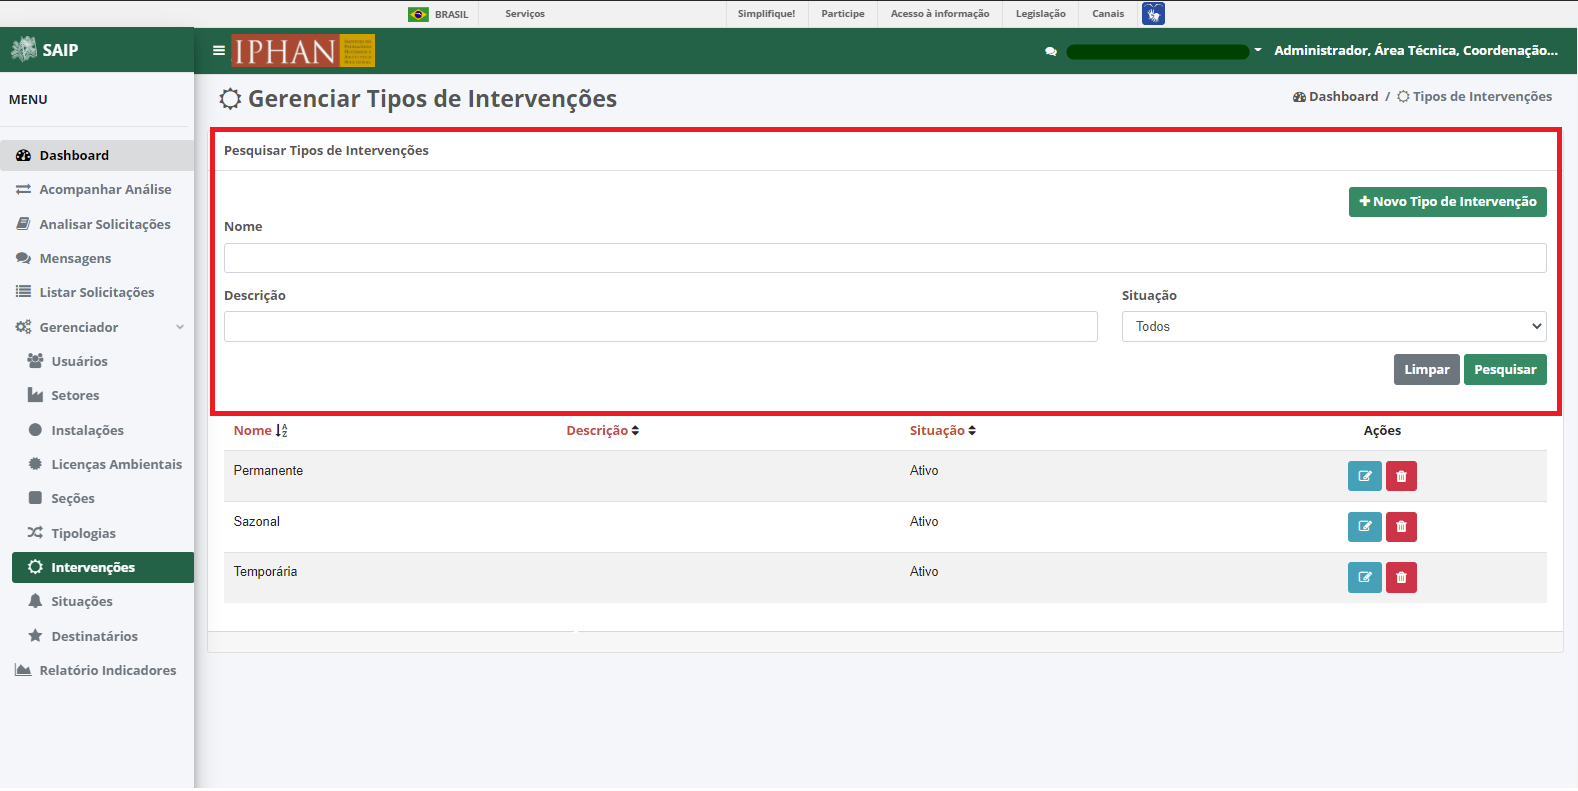 BRASIL Serviços Simplifique! Participe Acesso à informação Legislação Canais
SAIP IPHAN Administrador, Área Técnica, Coordenação...
MENU
Gerenciar Tipos de Intervenções
Dashboard / Tipos de Intervenções
Dashboard
Acompanhar Análise
Analisar Solicitações
Mensagens
Listar Solicitações
Gerenciador
Usuários
Setores
Instalações
Licenças Ambientais
Seções
Tipologias
Intervenções
Situações
Destinatários
Relatório Indicadores
Pesquisar Tipos de Intervenções
Novo Tipo de Intervenção
Nome
Descrição Situação
Todos
Limpar Pesquisar
Nome Descrição Situação Ações
Permanente Ativo
Sazonal Ativo
Temporária Ativo